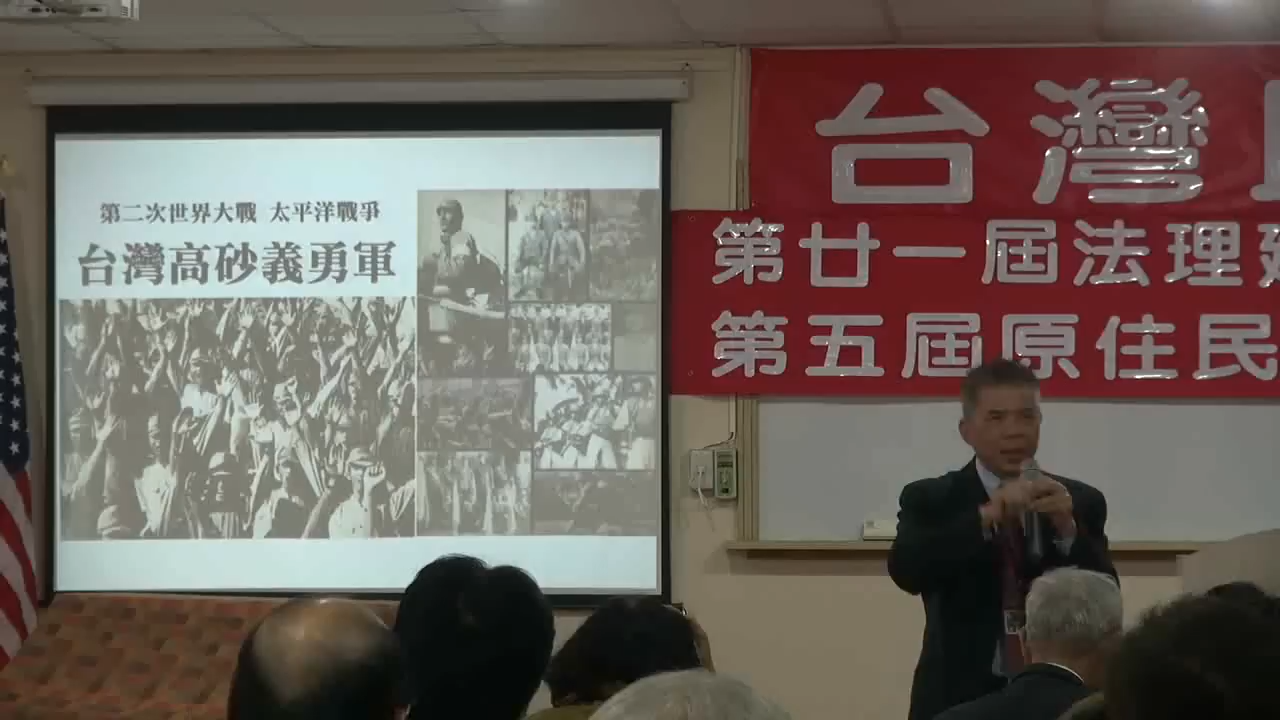 第二次世界大戰 太平洋戰爭
台灣高砂義勇軍
台灣
第廿一屆法理
第五屆原住民